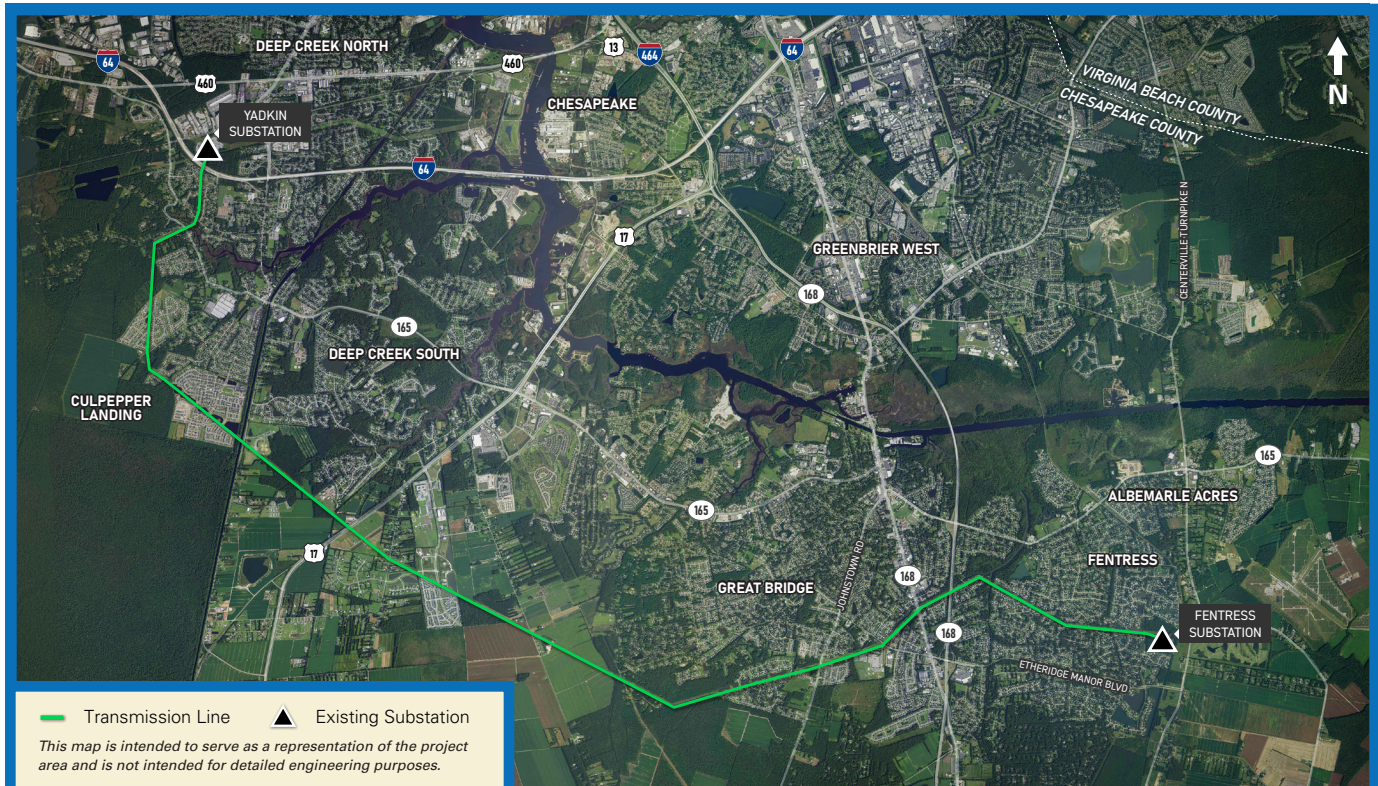 DEEP CREEK NORTH
13
64
464
64
460
460
N
VIRGINIA BEACH COUNTY
CHESAPEAKE COUNTY
CHESAPEAKE
YADKIN
SUBSTATION
64
17
CENTERVILLE TURNPIKE N
GREENBRIER WEST
168
165
DEEP CREEK SOUTH
CULPEPPER
LANDING
165
ALBEMARLE ACRES
165
17
FENTRESS
JOHNSTOWN RD
168
GREAT BRIDGE
FENTRESS
SUBSTATION
168
ETHERIDGE MANOR BLVD
Transmission Line
Existing Substation
This map is intended to serve as a representation of the project
area and is not intended for detailed engineering purposes.